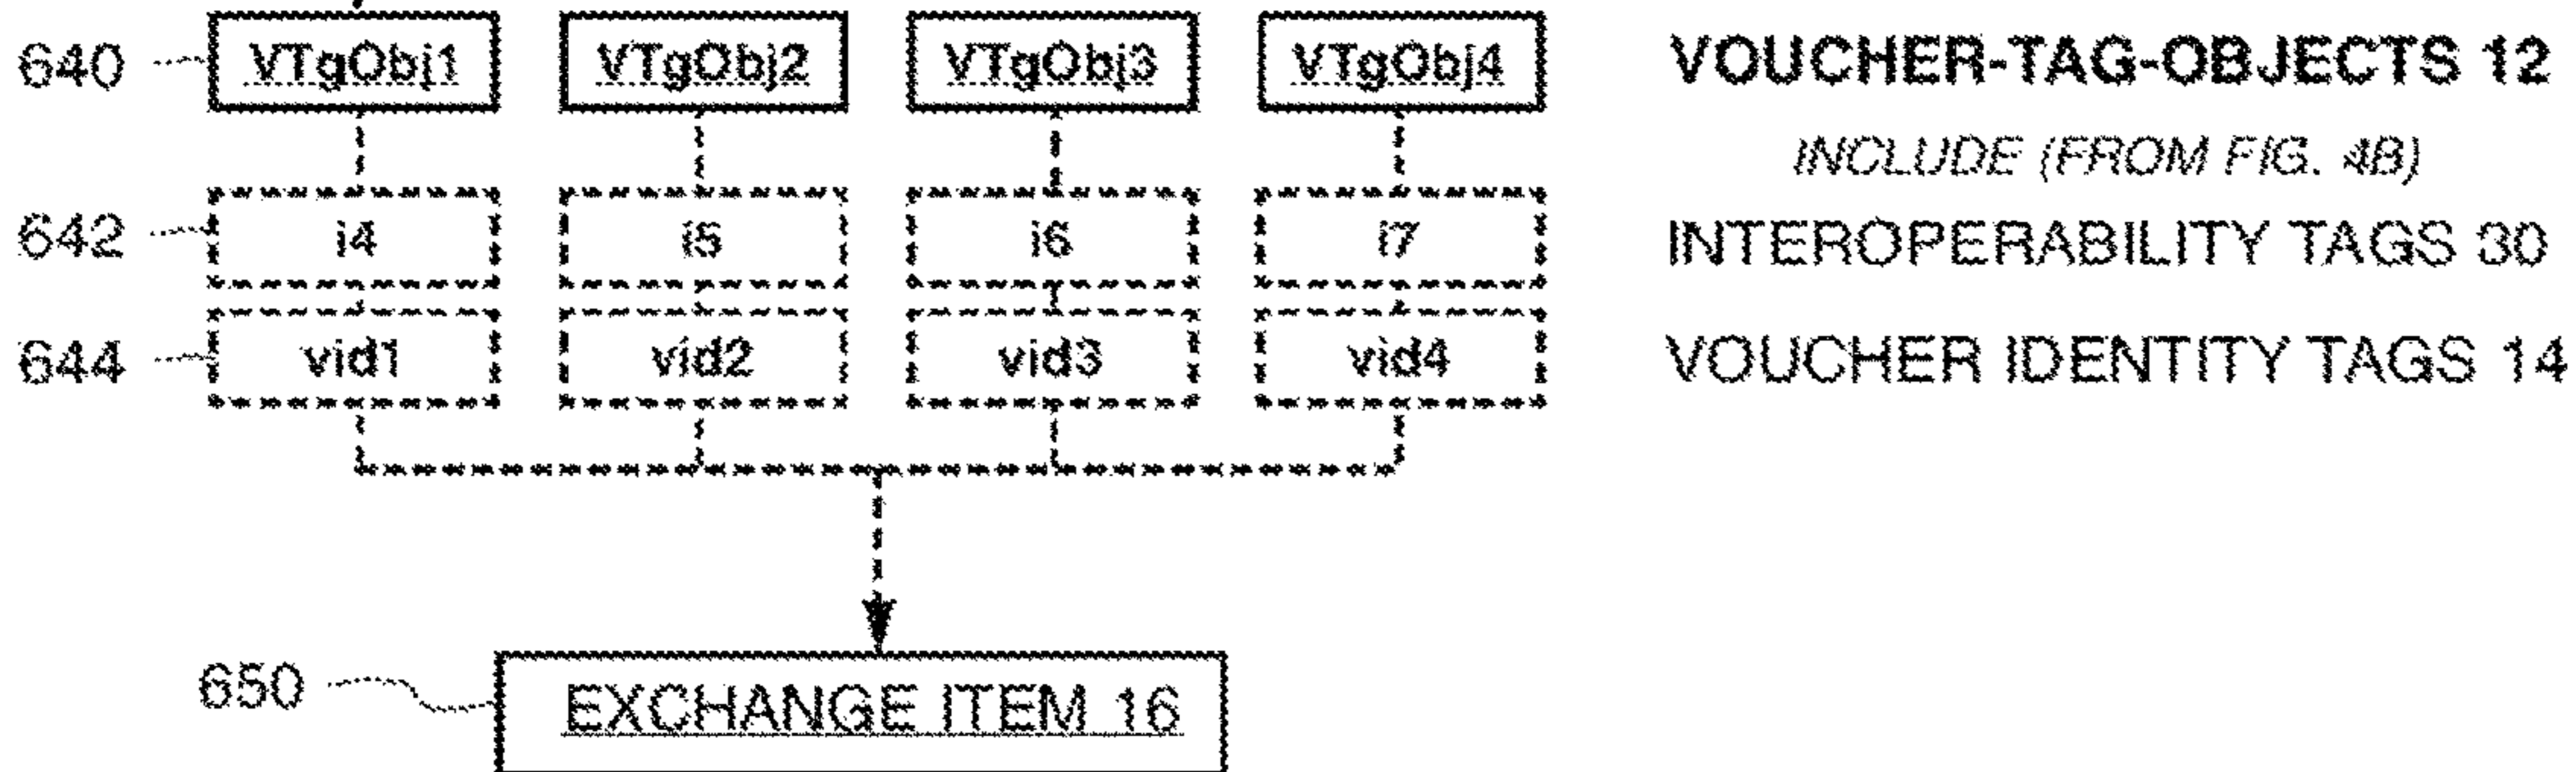 640 VTgObj1 VTgObj2 VTgObj3 VTgObj4 VOUCHER-TAG-OBJECTS 12
INCLUDE (FROM FIG. 4B)
642 i4 i5 i6 i7 INTEROPERABILITY TAGS 30
644 vid1 vid2 vid3 vid4 VOUCHER IDENTITY TAGS 14
650 EXCHANGE ITEM 16